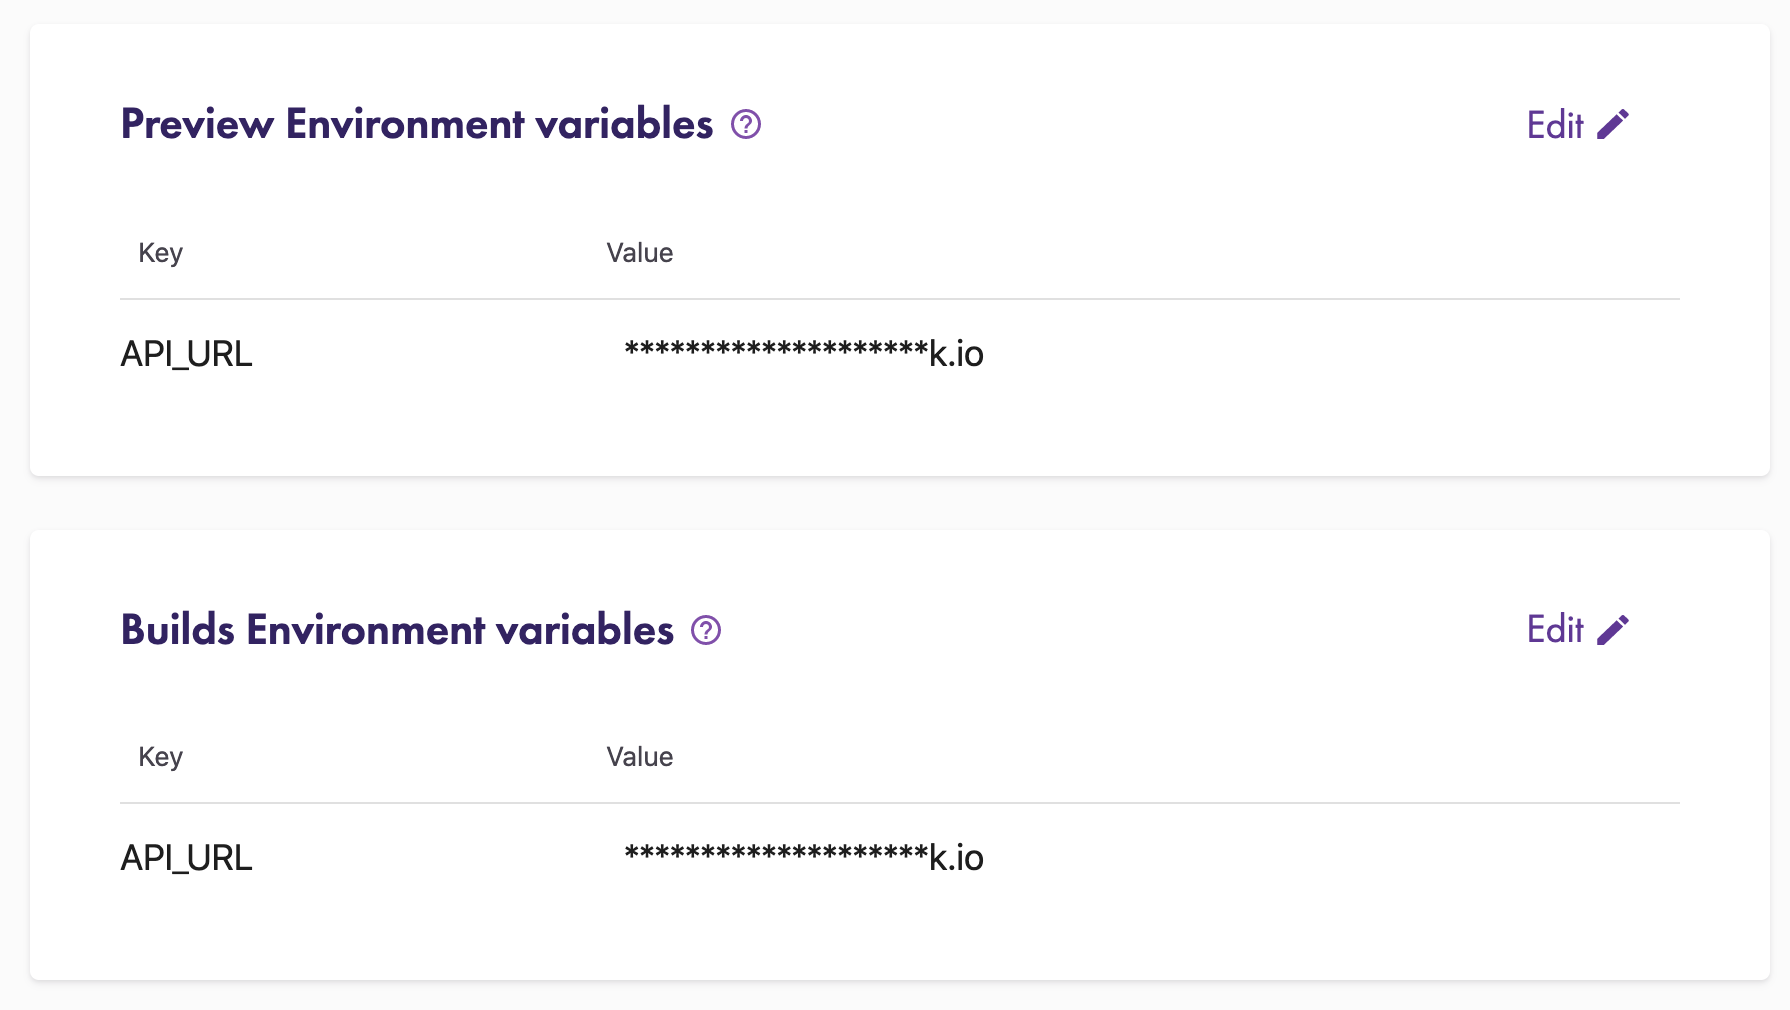 Preview Environment variables
Edit
Key Value
API_URL ********************k.io
Builds Environment variables
Edit
Key Value
API_URL ********************k.io